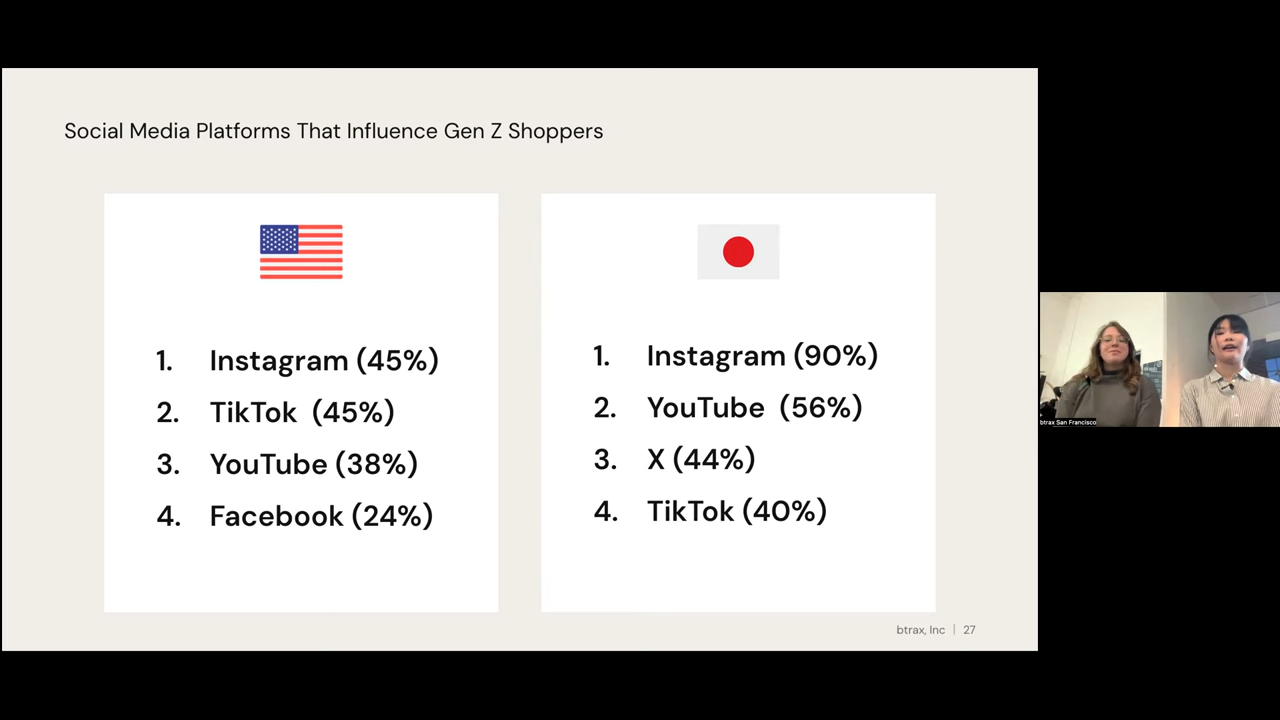 Social Media Platforms That Influence Gen Z Shoppers
1. Instagram (45%)
2. TikTok (45%)
3. YouTube (38%)
4. Facebook (24%)
1. Instagram (90%)
2. YouTube (56%)
3. X (44%)
4. TikTok (40%)
btrax, Inc | 27
btrax San Francisco